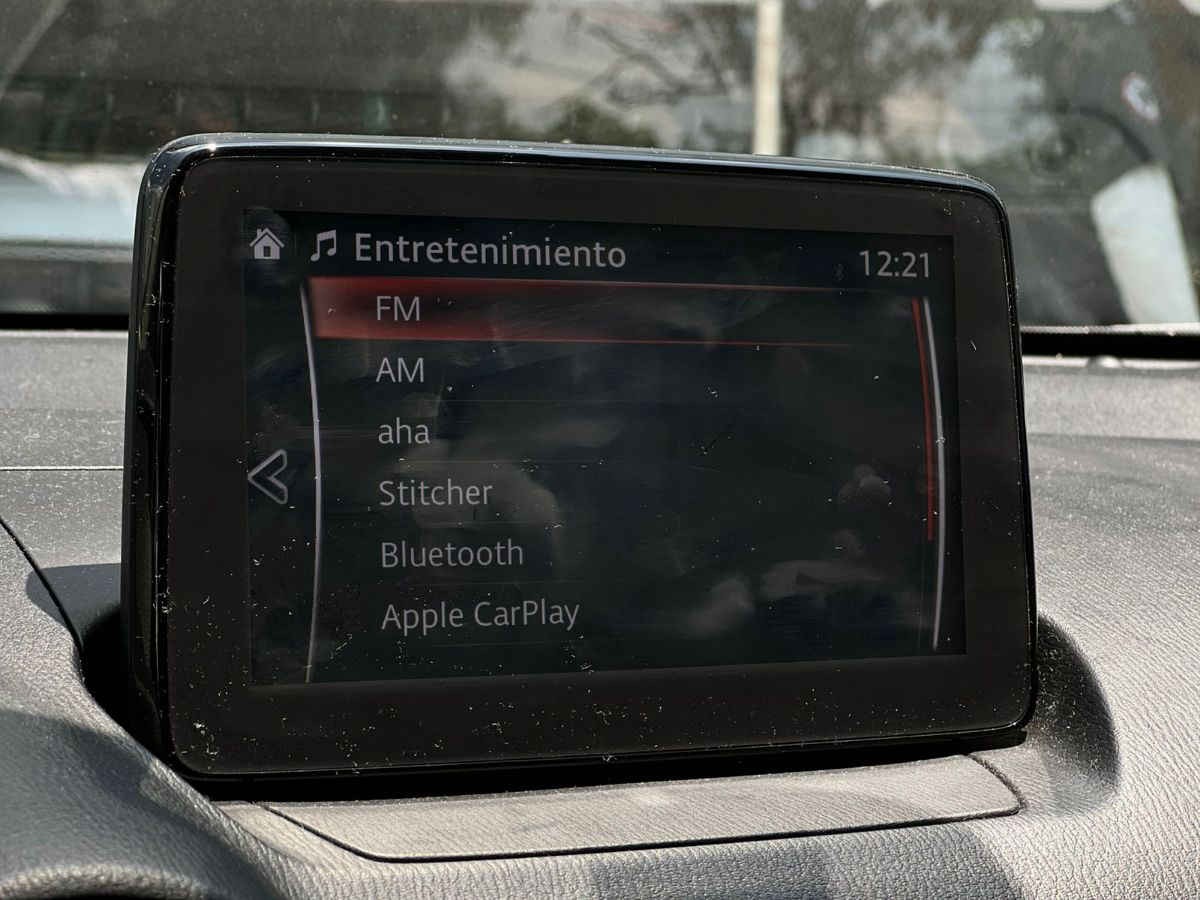 Entretenimiento
12:21
FM
AM
aha
Stitcher
Bluetooth
Apple CarPlay